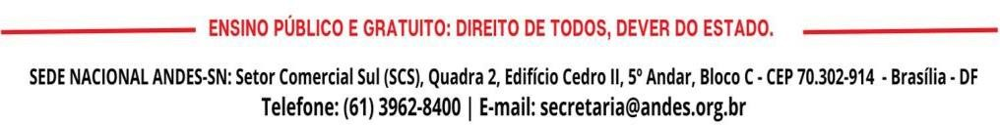 ENSINO PÚBLICO E GRATUITO: DIREITO DE TODOS, DEVER DO ESTADO.
SEDE NACIONAL ANDES-SN: Setor Comercial Sul (SCS), Quadra 2, Edifício Cedro II, 5º Andar, Bloco C - CEP 70.302-914 - Brasília - DF
Telefone: (61) 3962-8400 | E-mail: secretaria@andes.org.br